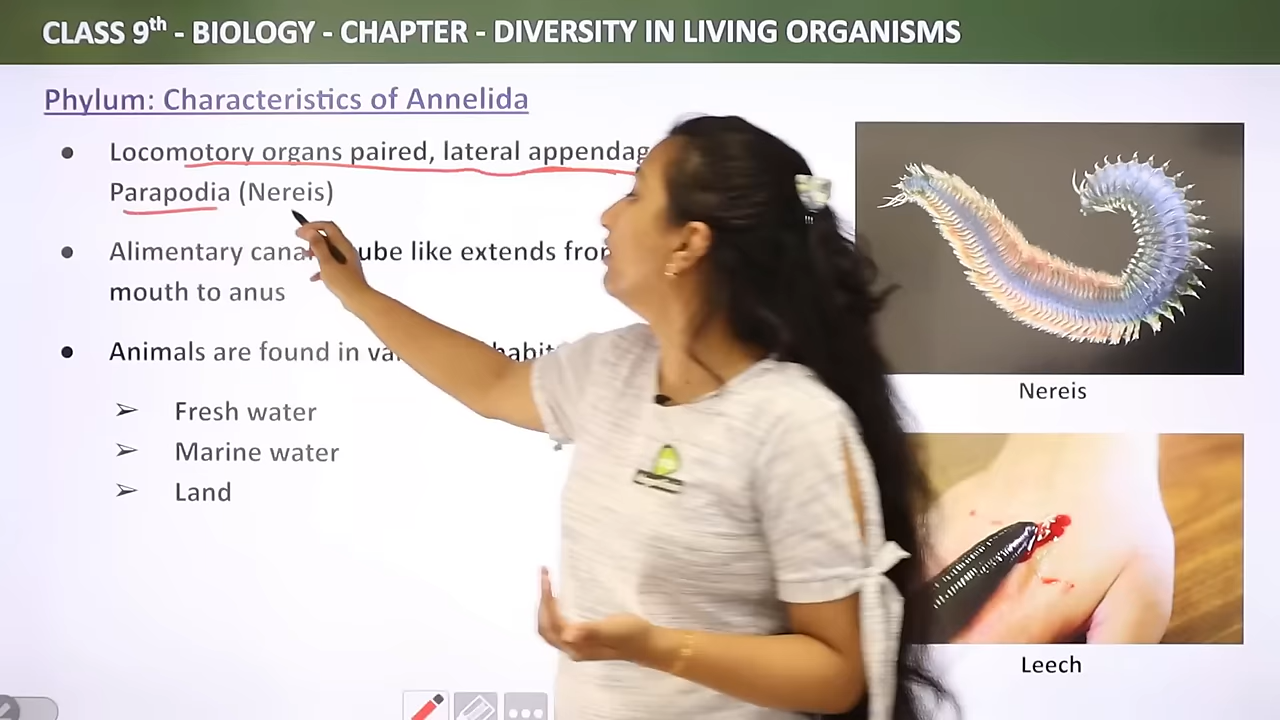 CLASS 9th - BIOLOGY - CHAPTER - DIVERSITY IN LIVING ORGANISMS
Phylum: Characteristics of Annelida
● Locomotory organs paired, lateral
Parapodia (Nereis)
● Alimentary like extends
mouth to anus
● Animals are found in
➢ Fresh water
➢ Marine water
➢ Land
Nereis
Leech